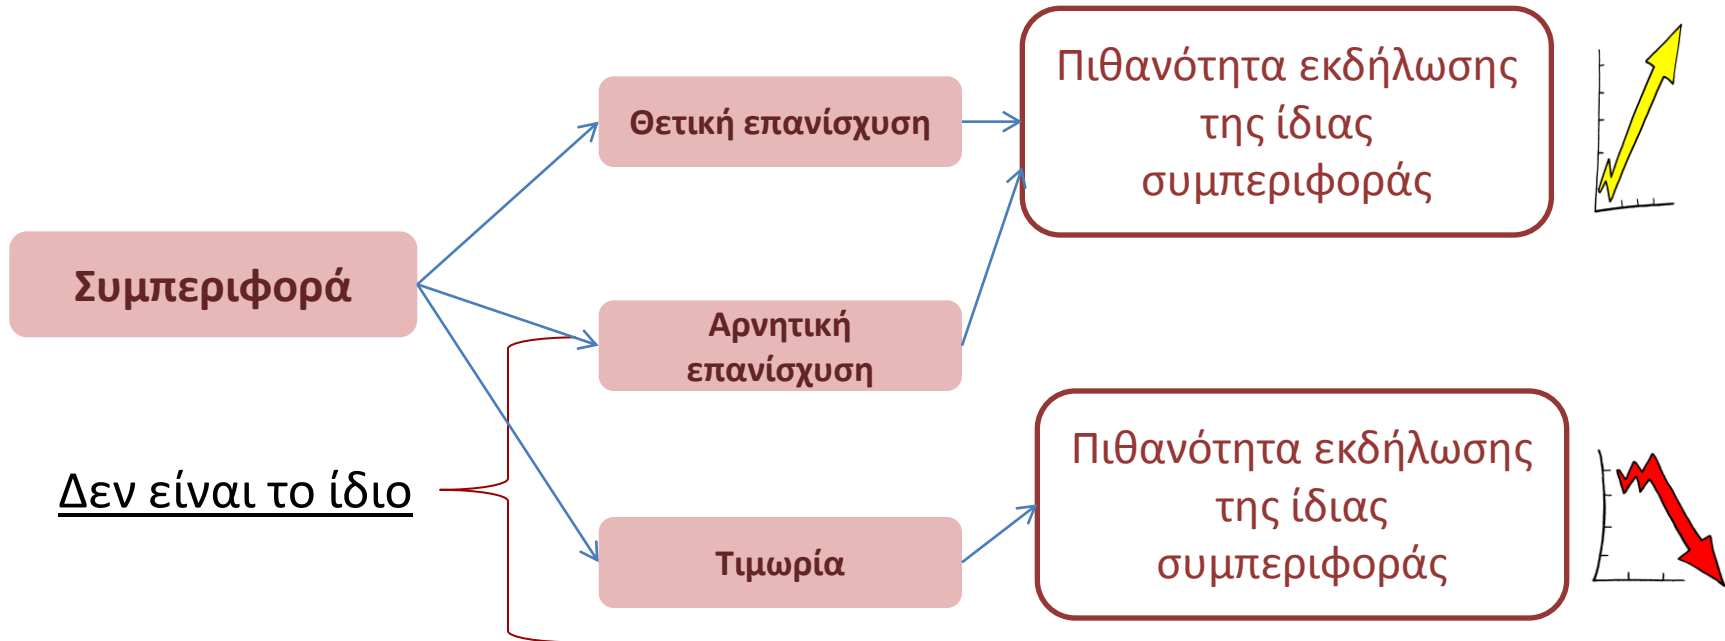 Συμπεριφορά
Θετική επανίσχυση
Αρνητική
επανίσχυση
Τιμωρία
Δεν είναι το ίδιο
Πιθανότητα εκδήλωσης
της ίδιας
συμπεριφοράς
Πιθανότητα εκδήλωσης
της ίδιας
συμπεριφοράς